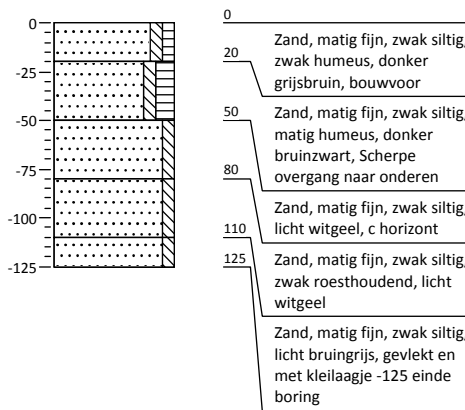 0
-25
-50
-75
-100
-125
0
Zand, matig fijn, zwak siltig,
zwak humeus, donker
grijsbruin, bouwvoor
20
Zand, matig fijn, zwak siltig,
matig humeus, donker
bruinzwart, Scherpe
overgang naar onderen
50
Zand, matig fijn, zwak siltig,
licht witgeel, c horizont
80
Zand, matig fijn, zwak siltig,
zwak roesthoudend, licht
witgeel
110
Zand, matig fijn, zwak siltig,
licht bruingrijs, gevlekt en
met kleilaagje -125 einde
boring
125